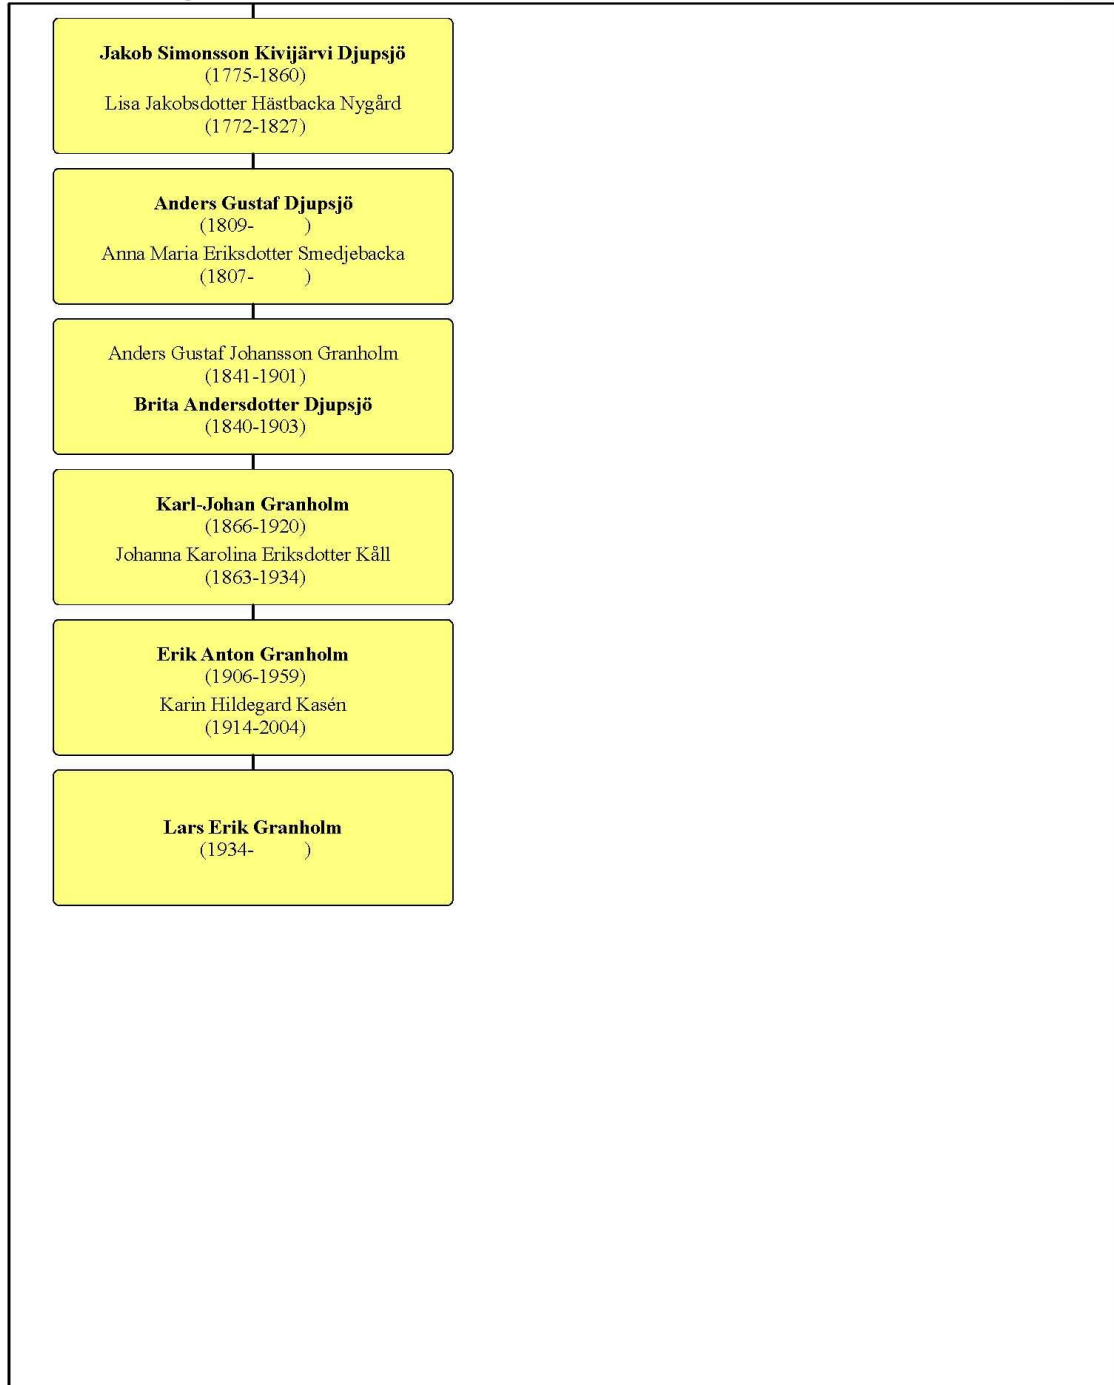 Jakob Simonsson Kivijärvi Djupsjö
(1775-1860)
Lisa Jakobsdotter Hästbacka Nygård
(1772-1827)
Anders Gustaf Djupsjö
(1809- )
Anna Maria Eriksdotter Smedjebacka
(1807- )
Anders Gustaf Johansson Granholm
(1841-1901)
Brita Andersdotter Djupsjö
(1840-1903)
Karl-Johan Granholm
(1866-1920)
Johanna Karolina Eriksdotter Kåll
(1863-1934)
Erik Anton Granholm
(1906-1959)
Karin Hildegard Kasén
(1914-2004)
Lars Erik Granholm
(1934- )